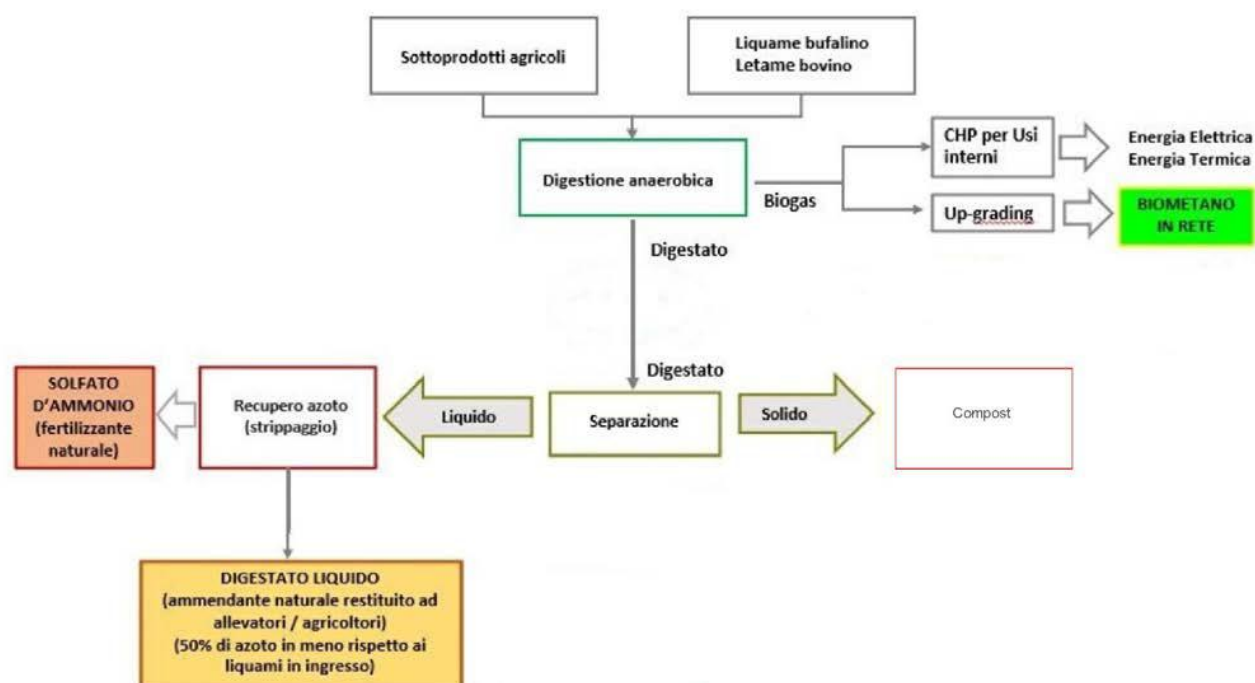 Sottoprodotti agricoli
Liquame bufalino
Letame bovino
CHP per Usi
interni
Energia Elettrica
Energia Termica
Digestione anaerobica
Biogas
Up-grading
BIOMETANO
IN RETE
Digestato
Digestato
SOLFATO
D'AMMONIO
(fertilizzante
naturale)
Recupero azoto
(strippaggio)
Liquido
Separazione
Solido
Compost
DIGESTATO LIQUIDO
(ammendante naturale restituito ad
allevatori / agricoltori)
(50% di azoto in meno rispetto ai
liquami in ingresso)